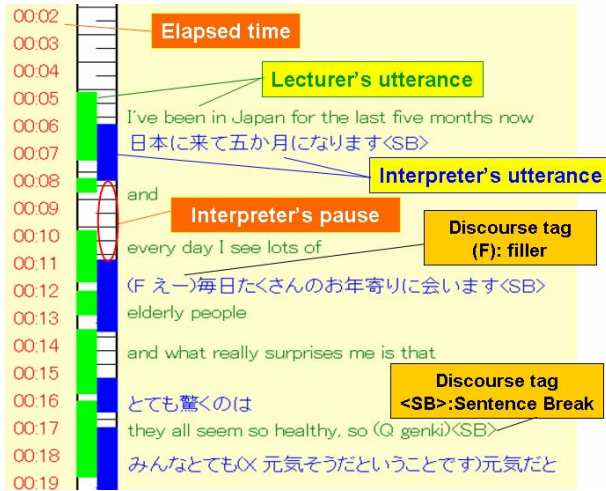 00:02
Elapsed time
00:03
00:04
Lecturer's utterance
00:05
I've been in Japan for the last five months now
00:06
日本に来て五か月になります<SB>
00:07
Interpreter's utterance
00:08
and
00:09
Interpreter's pause
00:10
every day I see lots of
Discourse tag
(F): filler
00:11
(F えー)毎日たくさんのお年寄りに会います<SB>
00:12
elderly people
00:13
00:14
and what really surprises me is that
00:15
Discourse tag
<SB>:Sentence Break
00:16
とても驚くのは
00:17
they all seem so healthy, so (Q genki)<SB>
00:18
みんなとても(X 元気そうだということです)元気だと
00:19